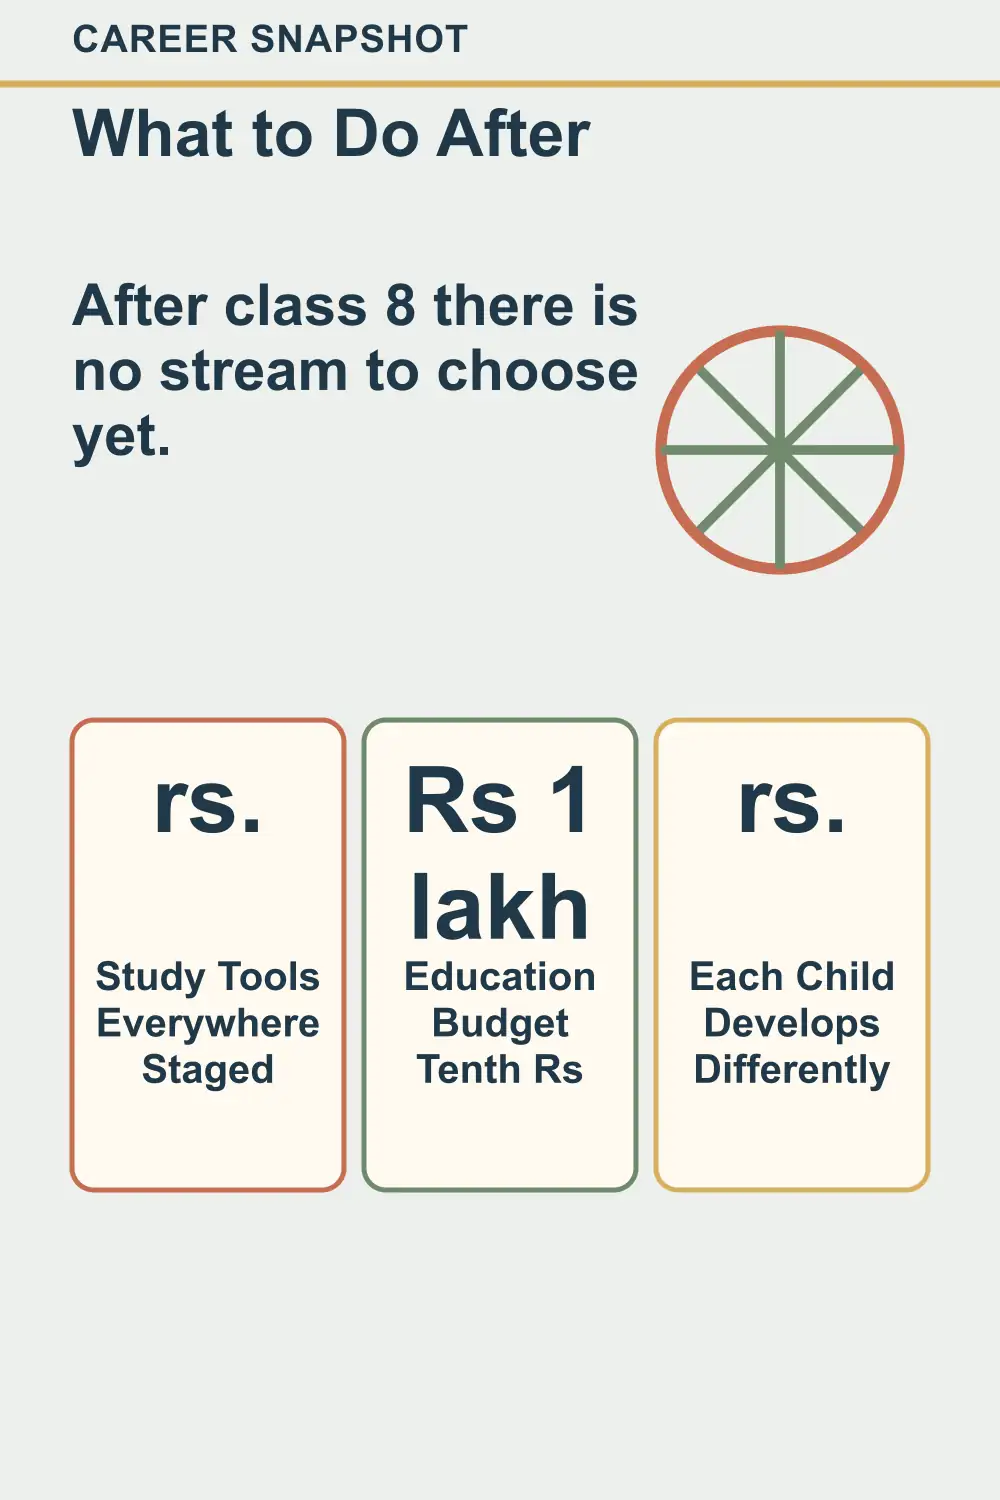 CAREER SNAPSHOT
What to Do After
After class 8 there is
no stream to choose
yet.
rs.
Study Tools
Everywhere
Staged
Rs 1
lakh
Education
Budget
Tenth Rs
rs.
Each Child
Develops
Differently